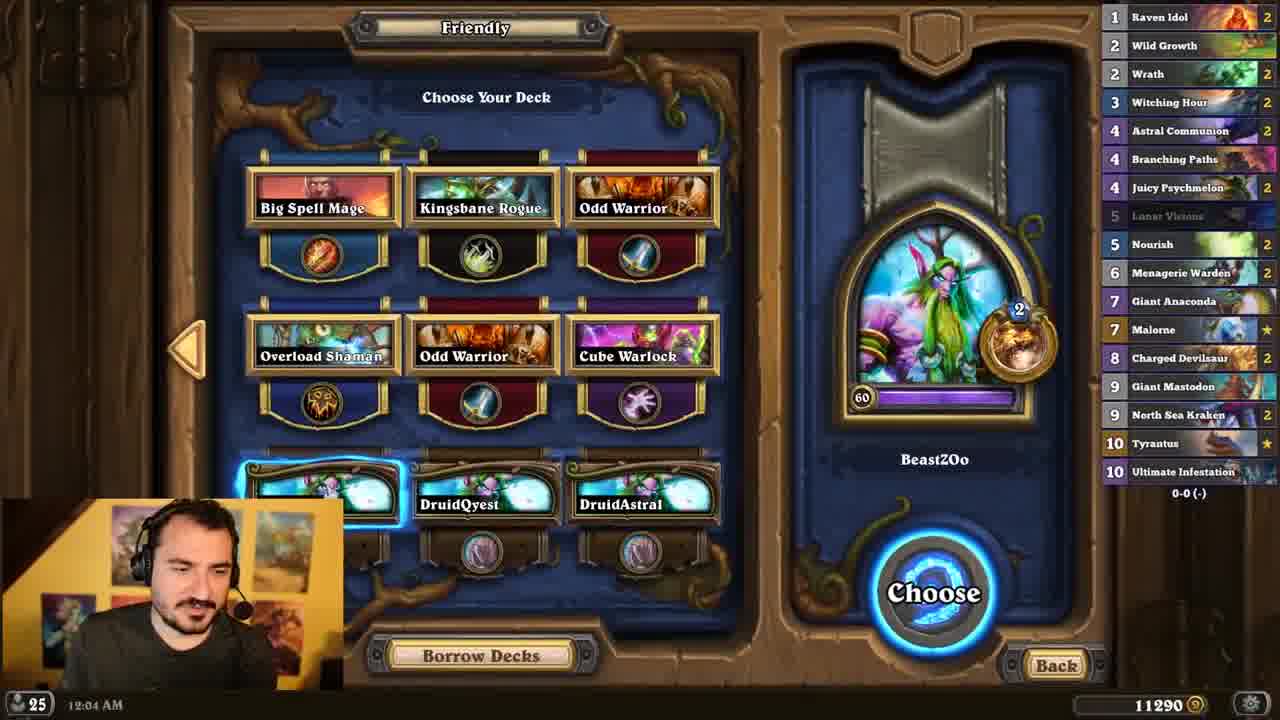 Friendly
Choose Your Deck
Big Spell Mage
Kingsbane Rogue
Odd Warrior
Overload Shaman
Odd Warrior
Cube Warlock
DruidQyest
DruidAstral
Borrow Decks
2
60
BeastZOo
Choose
Back
1 Raven Idol 2
2 Wild Growth
2 Wrath 2
3 Witching Hour 2
4 Astral Communion 2
4 Branching Paths
4 Juicy Psychmelon 2
5 Lunar Visions
5 Nourish 2
6 Menagerie Warden 2
7 Giant Anaconda
7 Malorne
8 Charged Devilsaur 2
9 Giant Mastodon
9 North Sea Kraken 2
10 Tyrantus
10 Ultimate Infestation
0-0 (-)
25
12:04 AM
11290